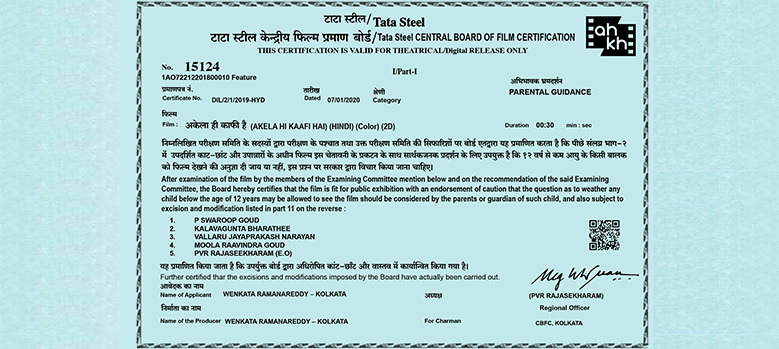 टाटा स्टील/Tata Steel
टाटा स्टील केन्द्रीय फिल्म प्रमाण बोर्ड/Tata Steel CENTRAL BOARD OF FILM CERTIFICATION
THIS CERTIFICATION IS VALID FOR THEATRICAL/Digital RELEASE ONLY
ah
kh
No. 15124
I/Part-I
1AO72212201800010 Feature
अभिभावक भ्रमदर्शन
प्रमाणपत्र नं. तारीख श्रेणी PARENTAL GUIDANCE
Certificate No. DIL/2/1/2019-HYD Dated 07/01/2020 Category
फिल्म
Film : अकेला ही काफी है (AKELA HI KAAFI HAI) (HINDI) (Color) (2D) Duration 00:30 min : sec
निम्नलिखित परीक्षण समिति के सदस्यों द्वारा परीक्षण के पश्चात तथा उक्त परीक्षण समिति की सिफारिशों पर बोर्ड एतद्वारा यह प्रमाणित करता है कि पीछे संलग्न भाग-२
में उपदर्शित काट-छांट और उपान्तरों के अधीन फिल्म इस चेतावनी के प्रकटन के साथ सार्वजनिक प्रदर्शन के लिए उपयुक्त है कि १२ वर्ष से कम आयु के किसी बालक
को फिल्म देखने की अनुज्ञा दी जाय या नहीं, इस प्रश्न पर सरकार द्वारा विचार किया जाना चाहिए।
After examination of the film by the members of the Examining Committee mention below and on the recommendation of the said Examining
Committee, the Board hereby certifies that the film is fit for public exhibition with an endorsement of caution that the question as to weather any
child below the age of 12 years may be allowed to see the film should be considered by the parents or guardian of such child, and also subject to
excision and modification listed in part 11 on the reverse :
1. P SWAROOP GOUD
2. KALAVAGUNTA BHARATHEE
3. VALLARU JAYAPRAKASH NARAYAN
4. MOOLA RAAVINDRA GOUD
5. PVR RAJASEEKHARAM (E.O)
यह प्रमाणित किया जाता है कि उपर्युक्त बोर्ड द्वारा अधिरोपित कांट-छाँट और वास्तव में कार्यान्वित किया गया है।
Further certified that the excisions and modifications imposed by the Board have actually been carried out.
आवेदक का नाम
Name of Applicant WENKATA RAMANAREDDY – KOLKATA अध्यक्ष (PVR RAJASEKHARAM)
Regional Officer
निर्माता का नाम
Name of the Producer WENKATA RAMANAREDDY – KOLKATA For Charman CBFC, KOLKATA